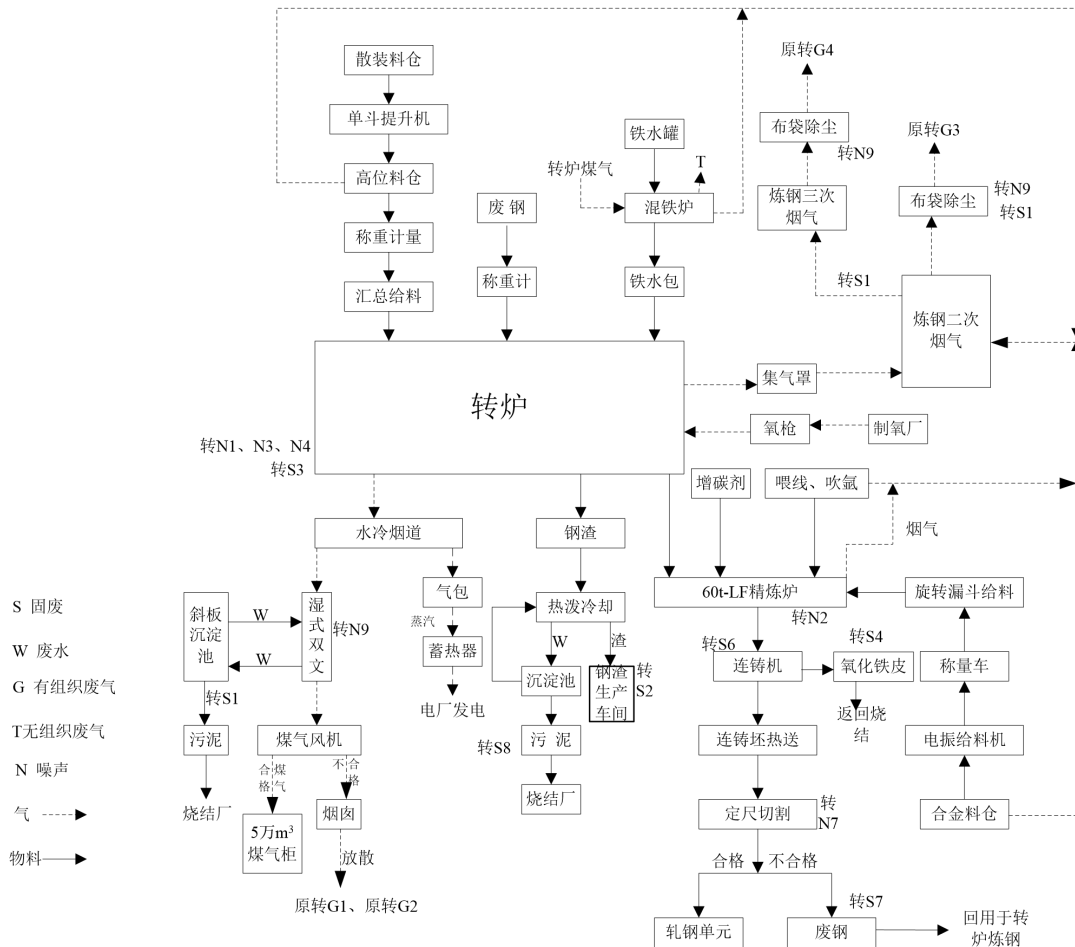 原转G4
散装料仓
单斗提升机
铁水罐
布袋除尘
原转G3
转N9
转炉煤气
T
高位料仓
废 钢
混铁炉
炼钢三次
烟气
布袋除尘
转N9
转S1
称重计量
汇总给料
称重计
铁水包
转S1
炼钢二次
烟气
转炉
集气罩
氧枪
制氧厂
转N1、N3、N4
转S3
增碳剂
喂线、吹氩
水冷烟道
钢渣
烟气
气包
60t-LF精炼炉
旋转漏斗给料
S 固废
斜板
沉淀
池
W
湿
式
双
文
转N9
蒸汽
热泼冷却
转N2
W 废水
W
蓄热器
W
渣
转S6
转S4
连铸机
氧化铁皮
称量车
G 有组织废气
转S1
电厂发电
沉淀池
钢渣
生产
车间
转
S2
返回烧
结
T无组织废气
污泥
煤气风机
转S8
污 泥
连铸坯热送
电振给料机
N 噪声
合
格
煤
气
不
合
格
气
烧结厂
5万m³
煤气柜
烟囱
烧结厂
定尺切割
转
N7
合金料仓
物料
放散
合格
不合格
原转G1、原转G2
转S7
轧钢单元
废钢
回用于转
炉炼钢